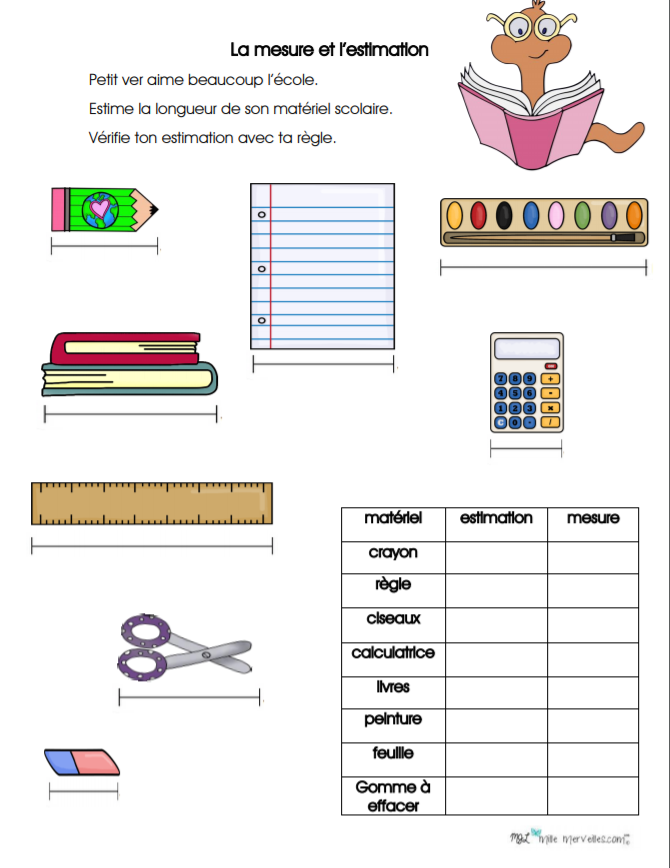 La mesure et l'estimation
Petit ver aime beaucoup l'école.
Estime la longueur de son matériel scolaire.
Vérifie ton estimation avec ta règle.
7 8 9 +
4 5 6 -
1 2 3 x
C 0 · /
matériel estimation mesure
crayon
règle
ciseaux
calculatrice
livres
peinture
feuille
Gomme à
effacer
mille merveilles.com